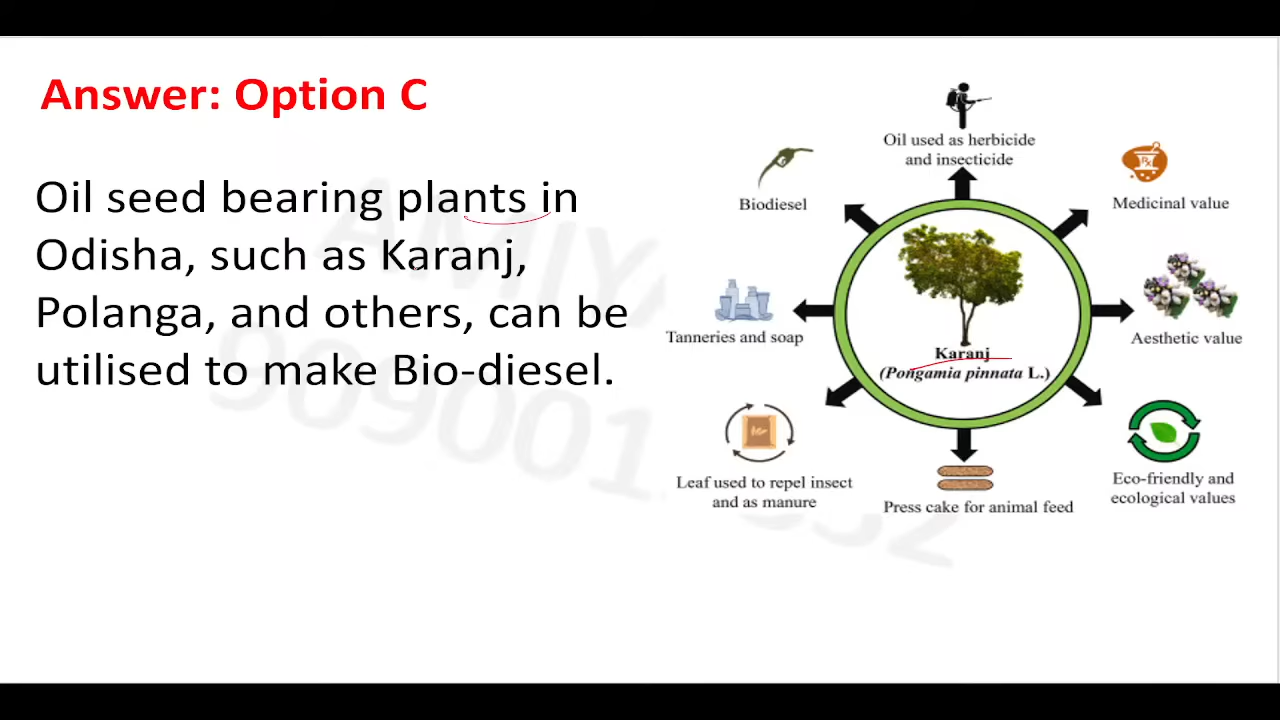 Answer: Option C
Oil seed bearing plants in
Odisha, such as Karanj,
Polanga, and others, can be
utilised to make Bio-diesel.
Oil used as herbicide
and insecticide
Biodiesel
Medicinal value
Tanneries and soap
Aesthetic value
Karanj
(Pongamia pinnata L.)
Leaf used to repel insect
and as manure
Press cake for animal feed
Eco-friendly and
ecological values